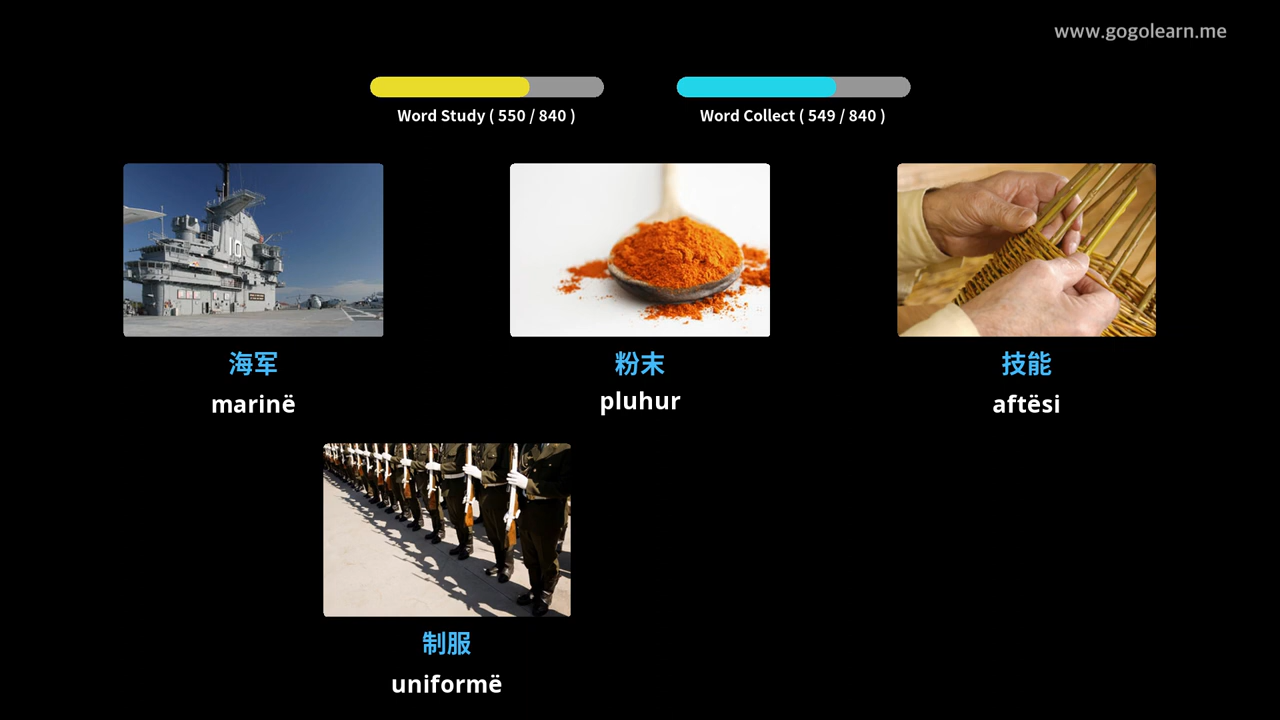 www.gogolearn.me
Word Study ( 550 / 840 )
Word Collect ( 549 / 840 )
10
海军
marinë
粉末
pluhur
技能
aftësi
制服
uniformë